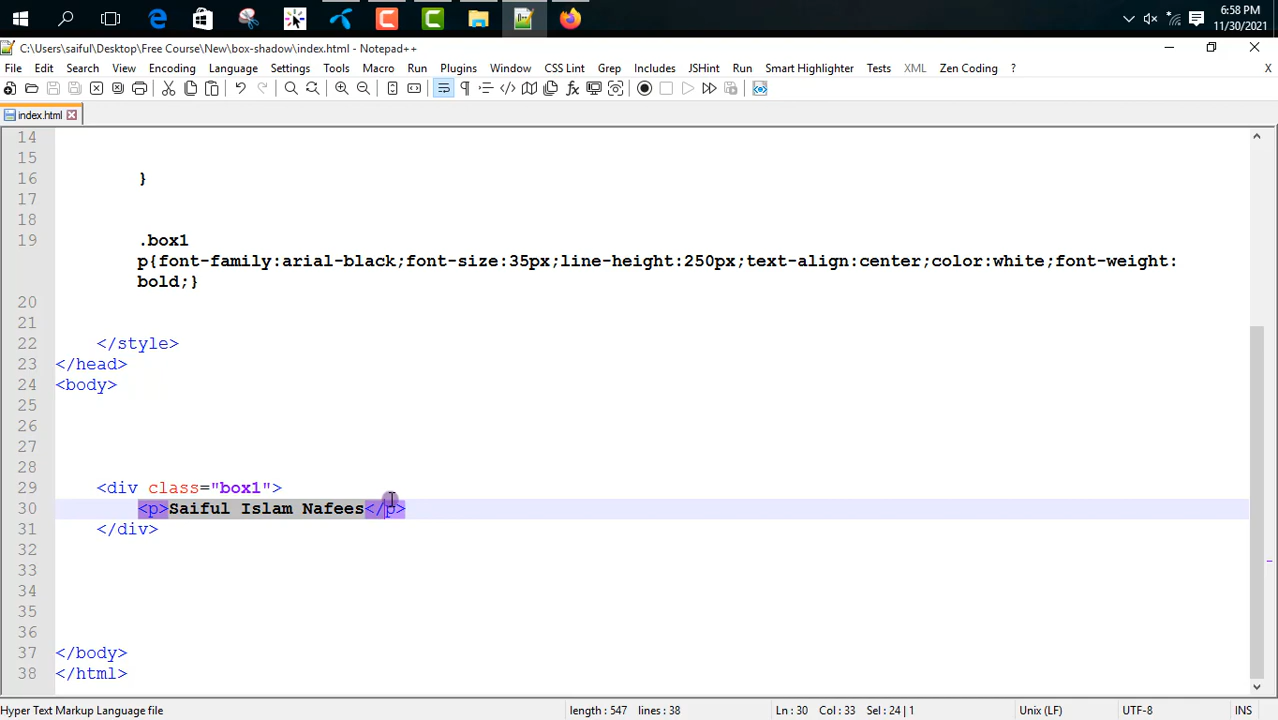 6:58 PM
11/30/2021
C:\Users\saiful\Desktop\Free Course\New\box-shadow\index.html - Notepad++
File Edit Search View Encoding Language Settings Tools Macro Run Plugins Window CSS Lint Grep Includes JSHint Run Smart Highlighter Tests XML Zen Coding ? X
index.html
14
15
16 }
17
18
19 .box1
p{font-family:arial-black;font-size:35px;line-height:250px;text-align:center;color:white;font-weight:
bold;}
20
21
22 </style>
23 </head>
24 <body>
25
26
27
28
29 <div class="box1">
30 <p>Saiful Islam Nafees</p>
31 </div>
32
33
34
35
36
37 </body>
38 </html>
Hyper Text Markup Language file length : 547 lines : 38 Ln : 30 Col : 33 Sel : 24 | 1 Unix (LF) UTF-8 INS